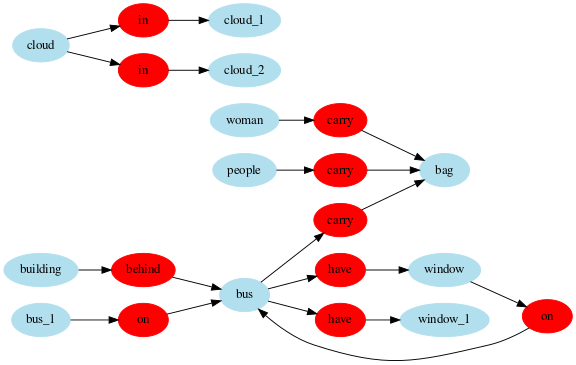 cloud
in
cloud_1
in
cloud_2
woman
carry
people
carry
bag
carry
building
behind
bus
have
window
bus_1
on
have
window_1
on